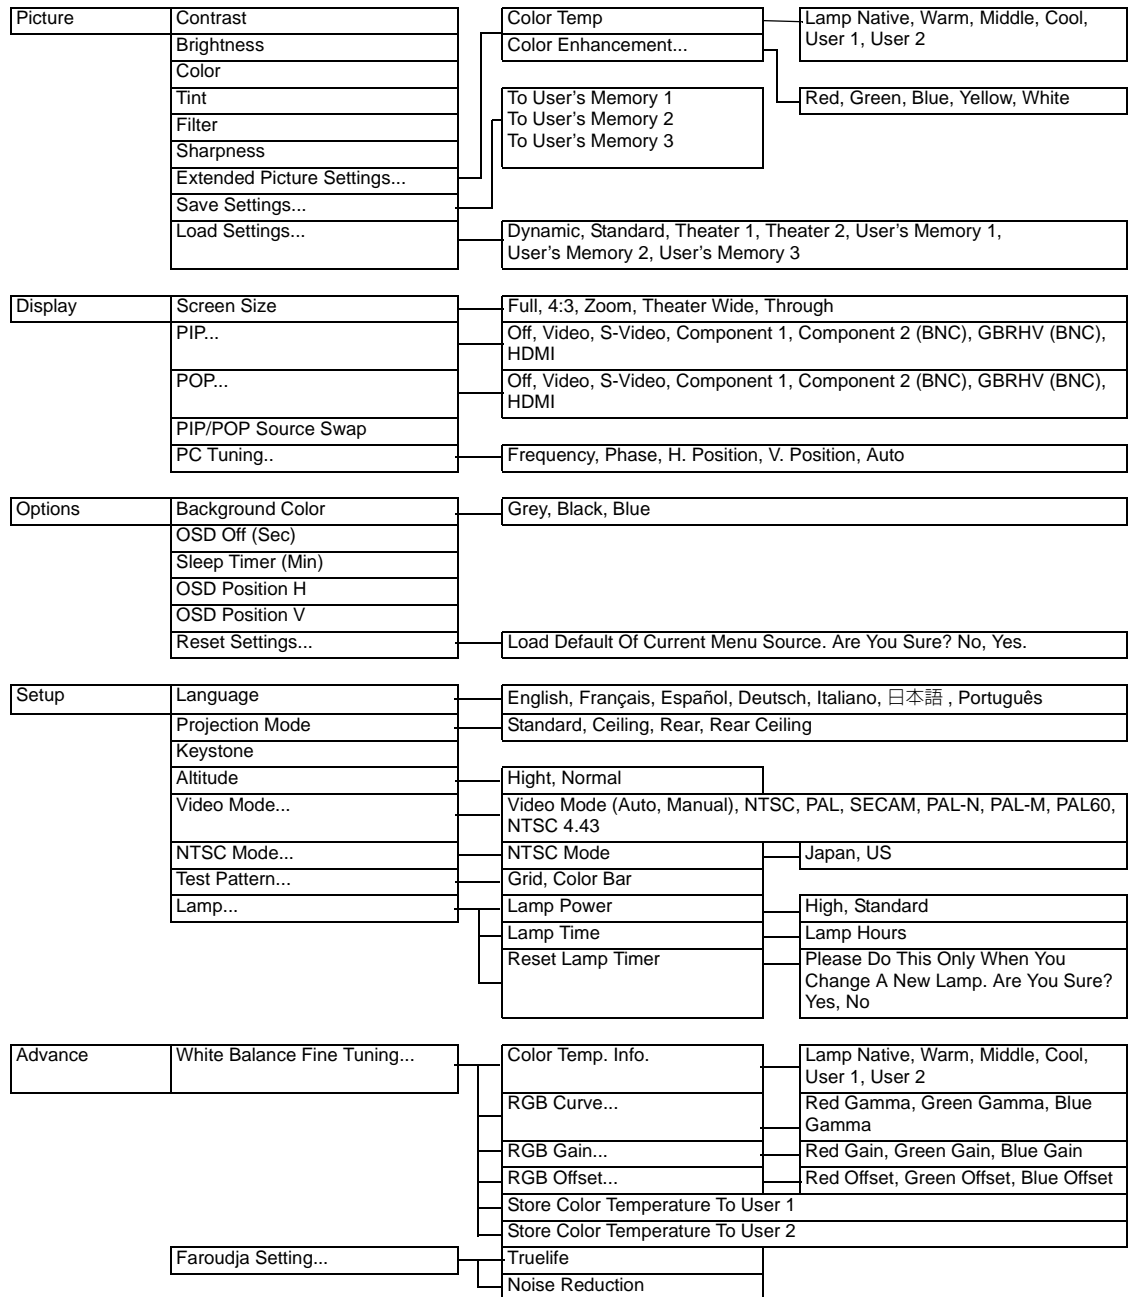 Picture
Contrast
Color Temp
Lamp Native, Warm, Middle, Cool,
User 1, User 2
Brightness
Color Enhancement...
Color
Tint
To User's Memory 1
To User's Memory 2
To User's Memory 3
Red, Green, Blue, Yellow, White
Filter
Sharpness
Extended Picture Settings...
Save Settings...
Load Settings...
Dynamic, Standard, Theater 1, Theater 2, User's Memory 1,
User's Memory 2, User's Memory 3
Display
Screen Size
Full, 4:3, Zoom, Theater Wide, Through
PIP...
Off, Video, S-Video, Component 1, Component 2 (BNC), GBRHV (BNC),
HDMI
POP...
Off, Video, S-Video, Component 1, Component 2 (BNC), GBRHV (BNC),
HDMI
PIP/POP Source Swap
PC Tuning..
Frequency, Phase, H. Position, V. Position, Auto
Options
Background Color
Grey, Black, Blue
OSD Off (Sec)
Sleep Timer (Min)
OSD Position H
OSD Position V
Reset Settings...
Load Default Of Current Menu Source. Are You Sure? No, Yes.
Setup
Language
English, Français, Español, Deutsch, Italiano, 日本語 , Português
Projection Mode
Standard, Ceiling, Rear, Rear Ceiling
Keystone
Altitude
Hight, Normal
Video Mode...
Video Mode (Auto, Manual), NTSC, PAL, SECAM, PAL-N, PAL-M, PAL60,
NTSC 4.43
NTSC Mode...
NTSC Mode
Japan, US
Test Pattern...
Grid, Color Bar
Lamp...
Lamp Power
High, Standard
Lamp Time
Lamp Hours
Reset Lamp Timer
Please Do This Only When You
Change A New Lamp. Are You Sure?
Yes, No
Advance
White Balance Fine Tuning...
Color Temp. Info.
Lamp Native, Warm, Middle, Cool,
User 1, User 2
RGB Curve...
Red Gamma, Green Gamma, Blue
Gamma
RGB Gain...
Red Gain, Green Gain, Blue Gain
RGB Offset...
Red Offset, Green Offset, Blue Offset
Store Color Temperature To User 1
Store Color Temperature To User 2
Faroudja Setting...
Truelife
Noise Reduction